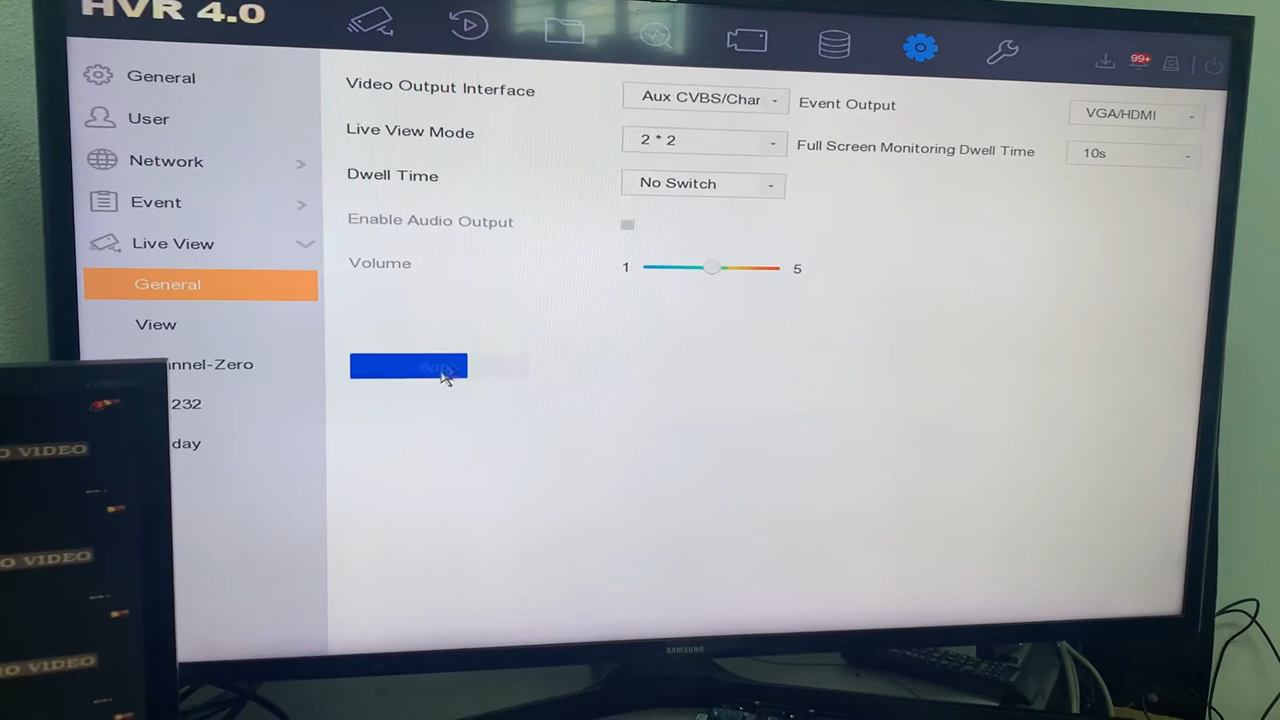 HVR 4.0
99+
General
User
Network
Event
Live View
General
View
nnel-Zero
232
day
Video Output Interface
Aux CVBS/Char
Event Output
VGA/HDMI
Live View Mode
2 * 2
Full Screen Monitoring Dwell Time
10s
Dwell Time
No Switch
Enable Audio Output
Volume
1
5
O VIDEO
O VIDEO
IO VIDEO
SAMSUNG